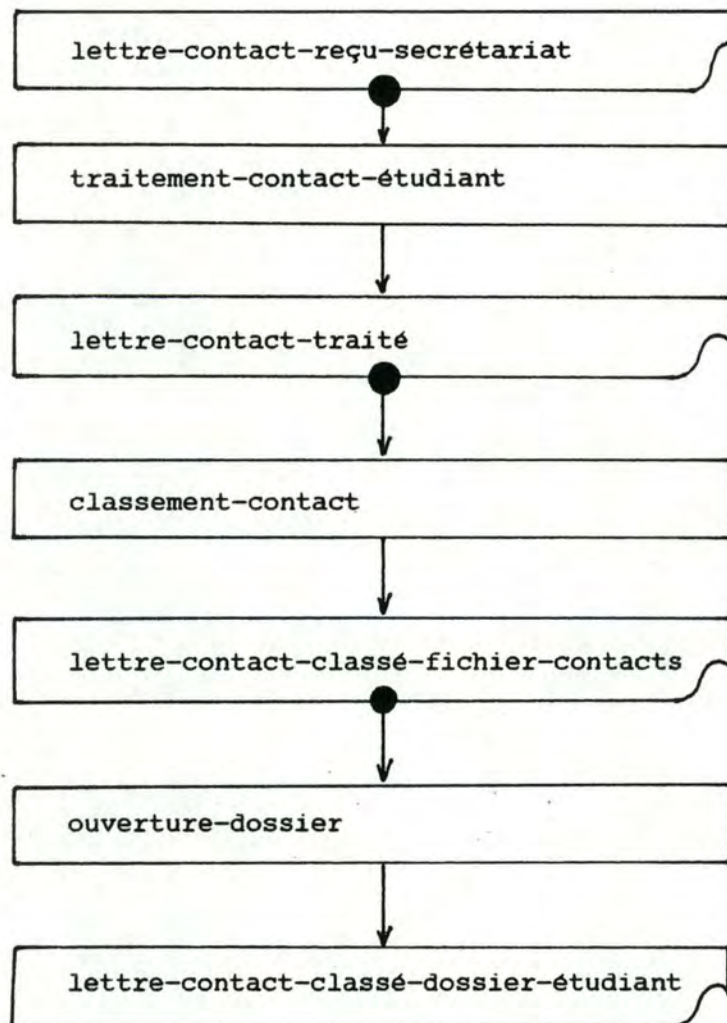 lettre-contact-reçu-secrétariat
traitement-contact-étudiant
lettre-contact-traité
classement-contact
lettre-contact-classé-fichier-contacts
ouverture-dossier
lettre-contact-classé-dossier-étudiant